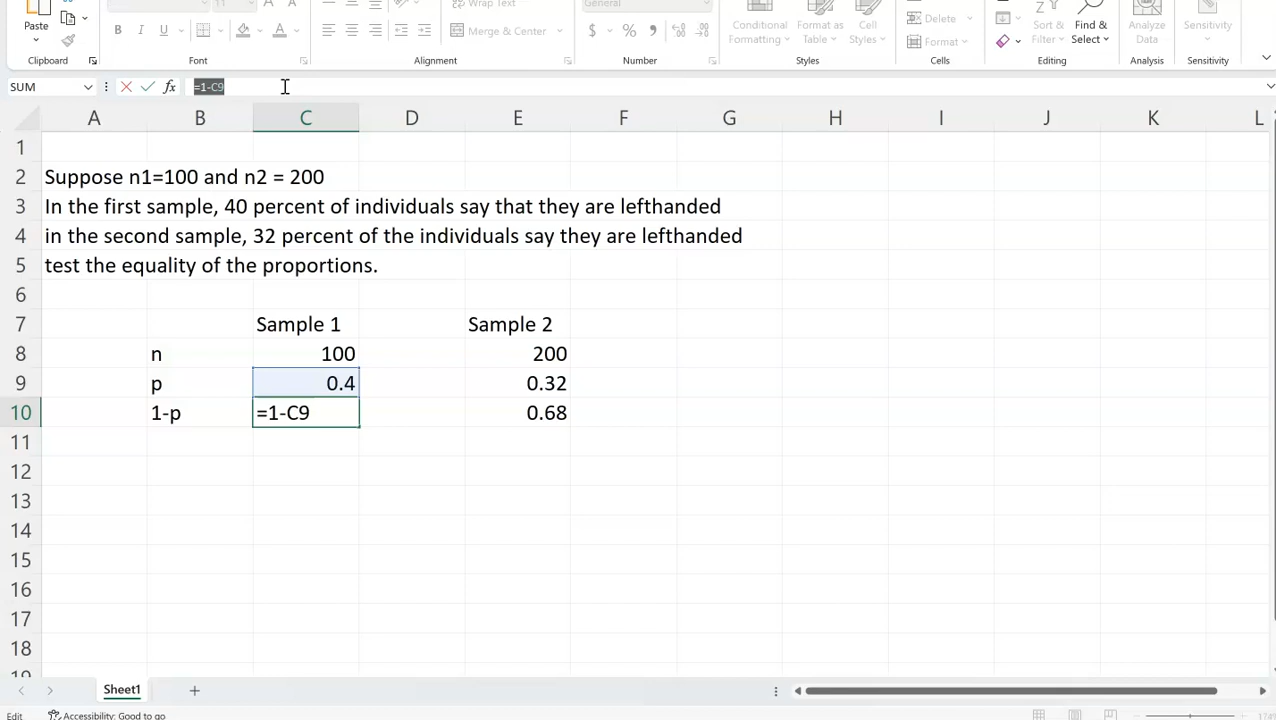 Paste
11
Wrap Text
General
B I U
Merge & Center
$ % 
Conditional Formatting
Format as Table
Cell Styles
Delete
Format
Sort & Filter
Find & Select
Analyze Data
Sensitivity
Clipboard
Font
Alignment
Number
Styles
Cells
Editing
Analysis
Sensitivity
SUM
fx
=1-C9
A B C D E F G H I J K L
1
2 Suppose n1=100 and n2 = 200
3 In the first sample, 40 percent of individuals say that they are lefthanded
4 in the second sample, 32 percent of the individuals say they are lefthanded
5 test the equality of the proportions.
6
7 Sample 1 Sample 2
8 n 100 200
9 p 0.4 0.32
10 1-p =1-C9 0.68
11
12
13
14
15
16
17
18
19
Sheet1
Edit
Accessibility: Good to go